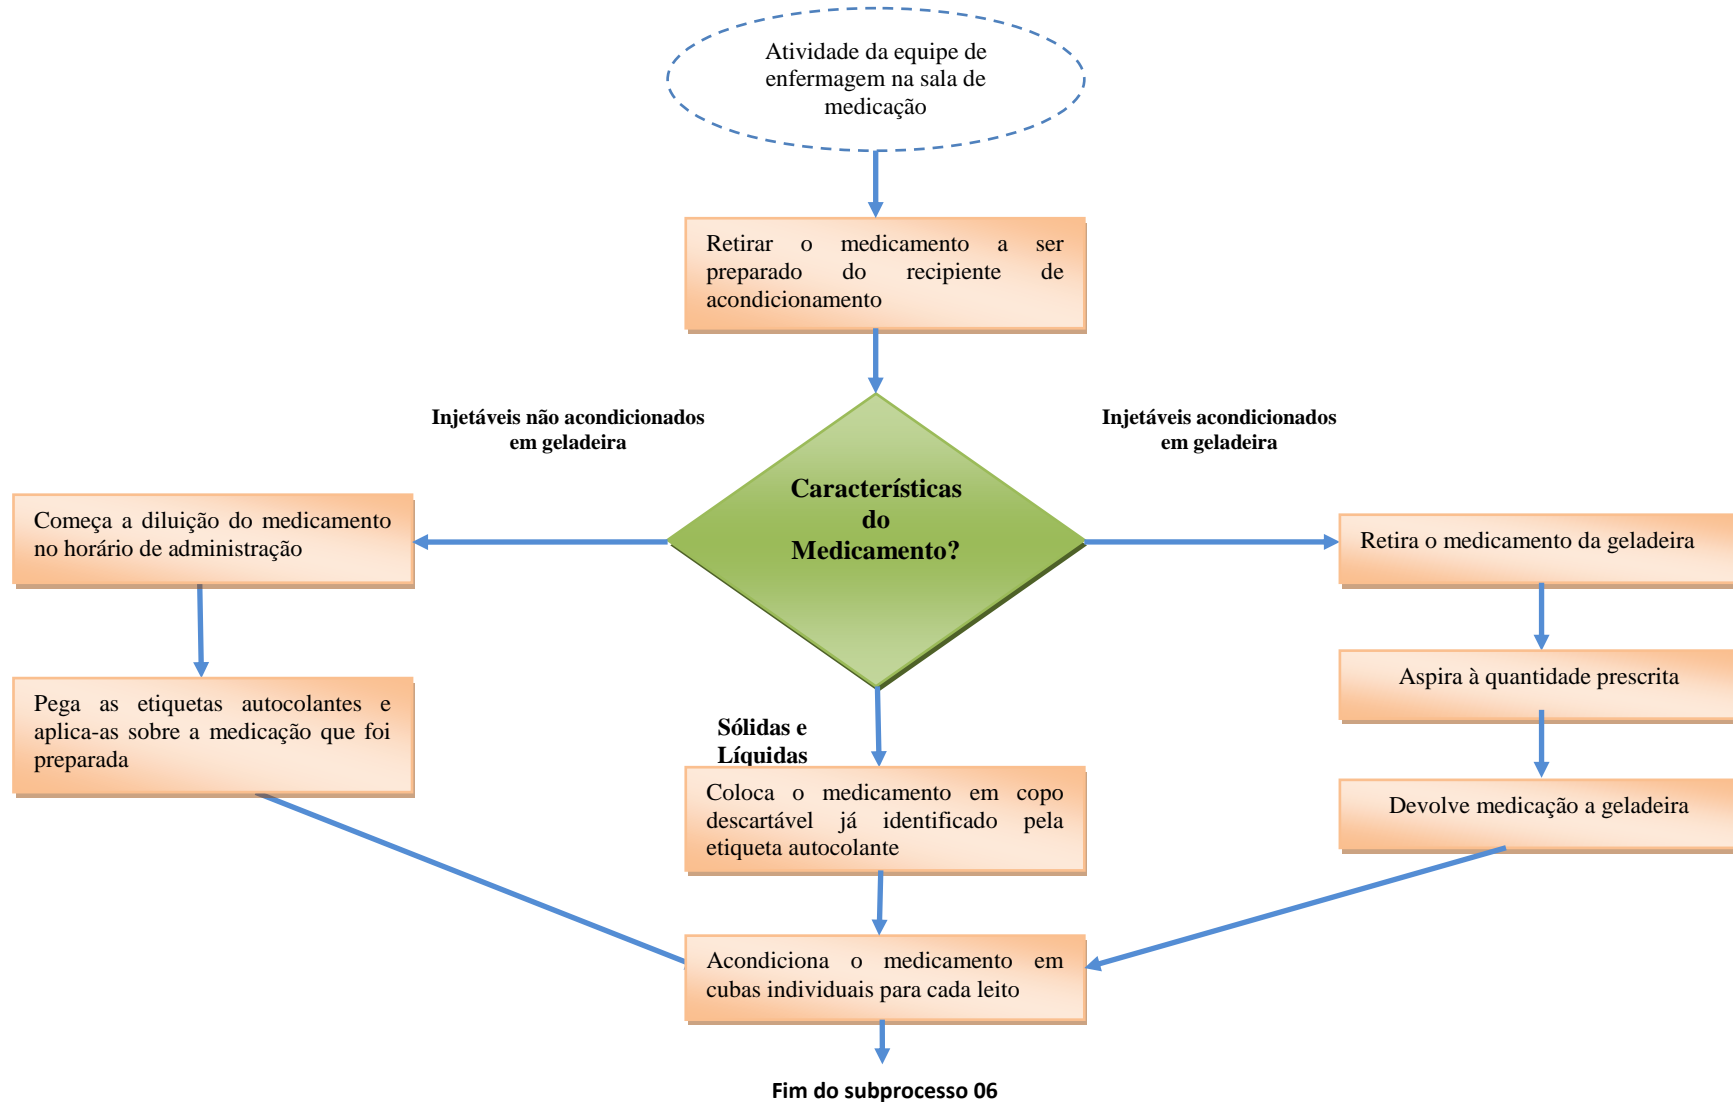 Atividade da equipe de
enfermagem na sala de
medicação
Retirar o medicamento a ser
preparado do recipiente de
acondicionamento
Injetáveis não acondicionados
em geladeira
Injetáveis acondicionados
em geladeira
Características
do
Medicamento?
Começa a diluição do medicamento
no horário de administração
Retira o medicamento da geladeira
Pega as etiquetas autocolantes e
aplica-as sobre a medicação que foi
preparada
Aspira à quantidade prescrita
Sólidas e
Líquidas
Coloca o medicamento em copo
descartável já identificado pela
etiqueta autocolante
Devolve medicação a geladeira
Acondiciona o medicamento em
cubas individuais para cada leito
Fim do subprocesso 06